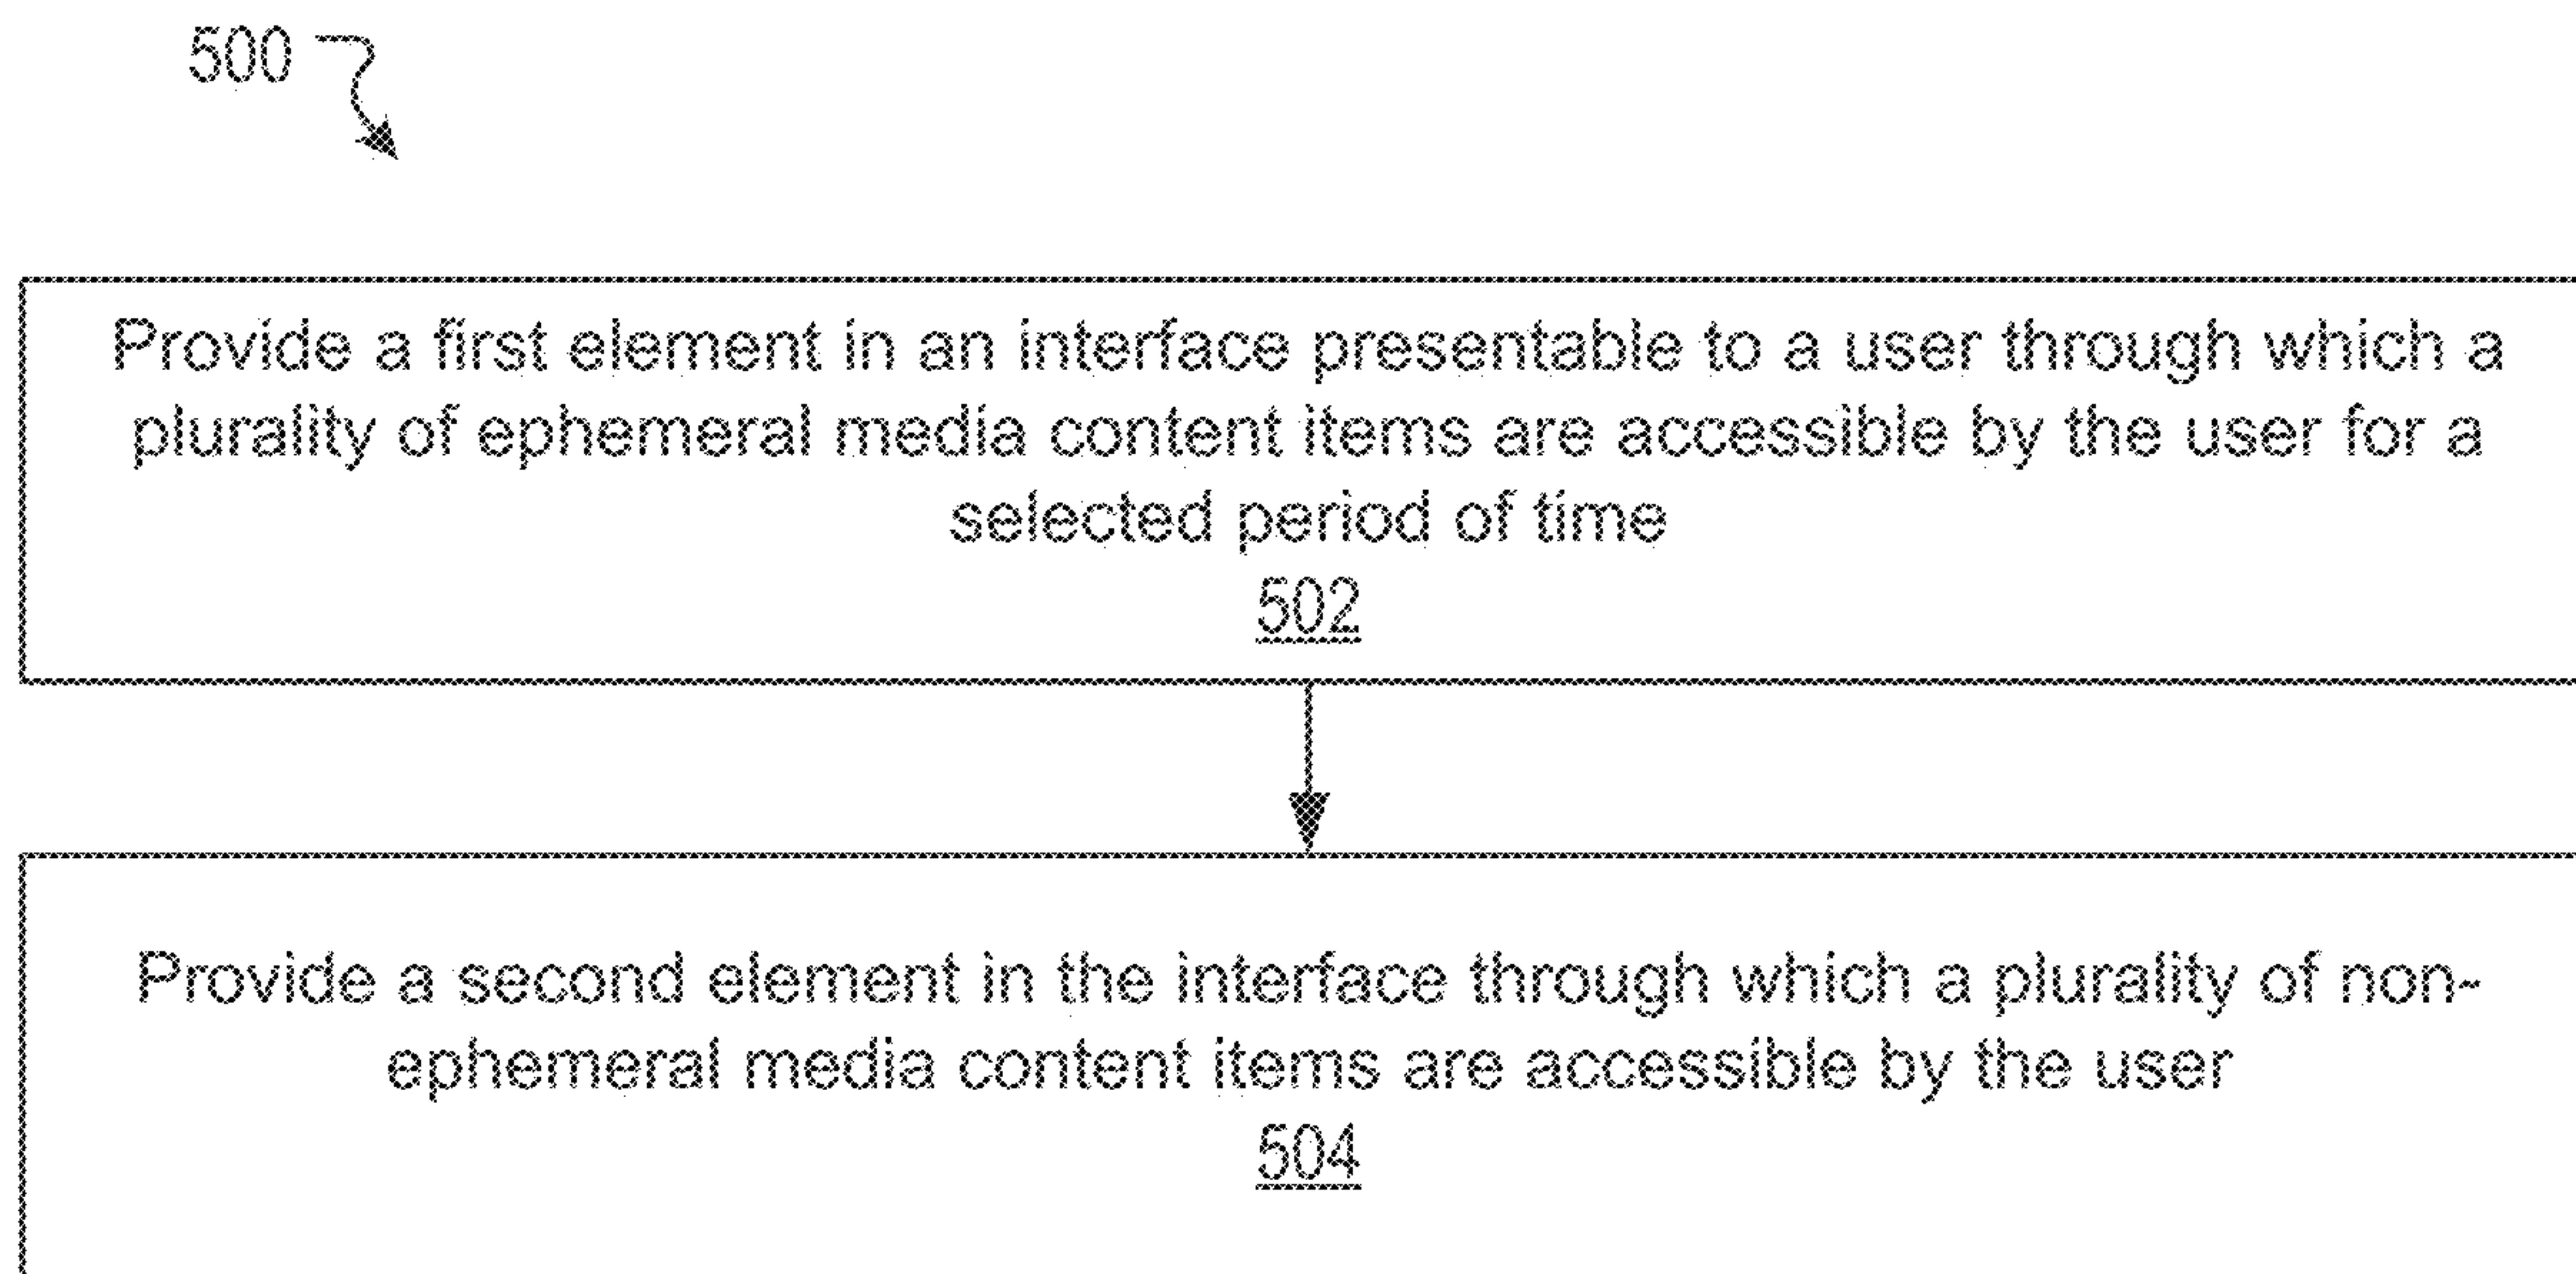 500
Provide a first element in an interface presentable to a user through which a
plurality of ephemeral media content items are accessible by the user for a
selected period of time
502
Provide a second element in the interface through which a plurality of non-
ephemeral media content items are accessible by the user
504